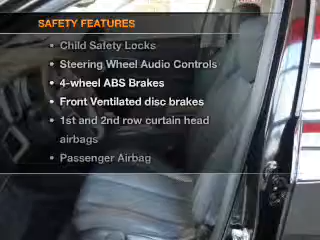 SAFETY FEATURES
• Child Safety Locks
• Steering Wheel Audio Controls
• 4-wheel ABS Brakes
• Front Ventilated disc brakes
• 1st and 2nd row curtain head
airbags
• Passenger Airbag